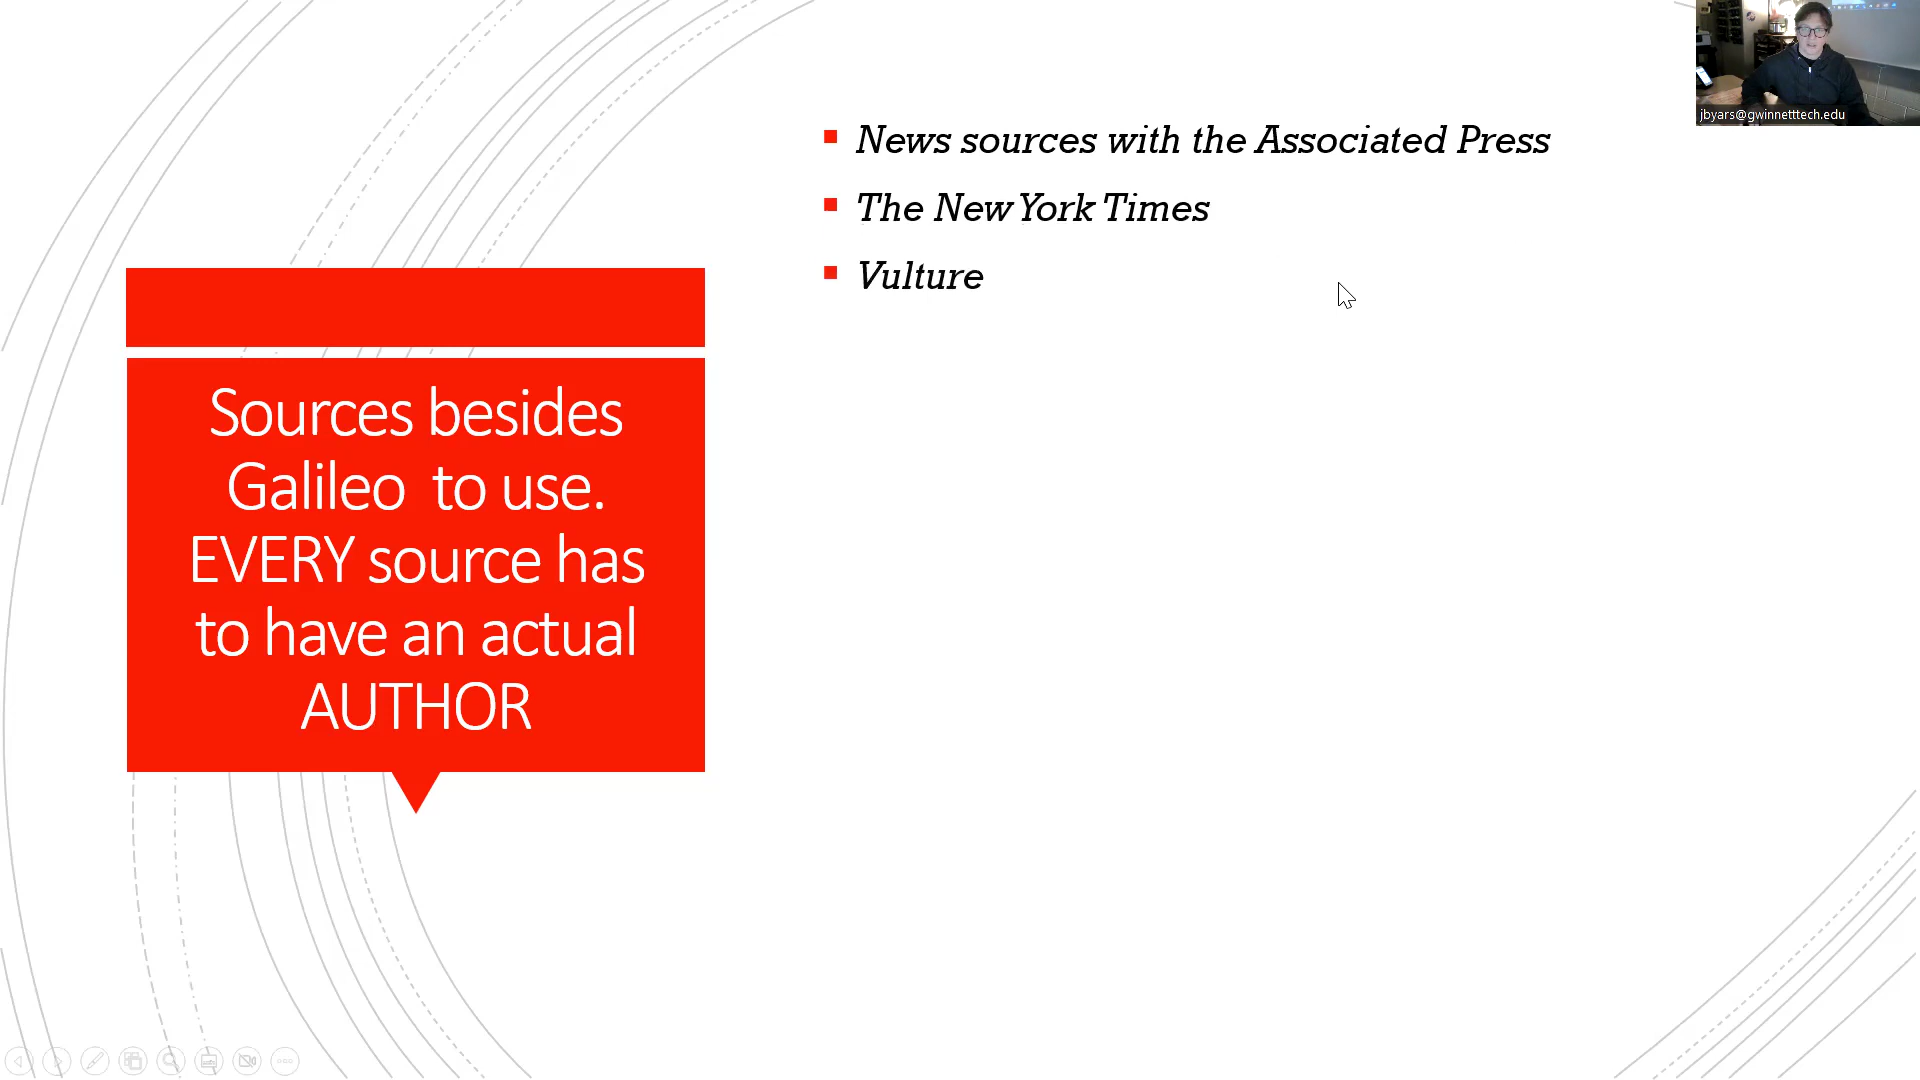 jbyars@gwinnetttech.edu
News sources with the Associated Press
The New York Times
Vulture
Sources besides
Galileo to use.
EVERY source has
to have an actual
AUTHOR